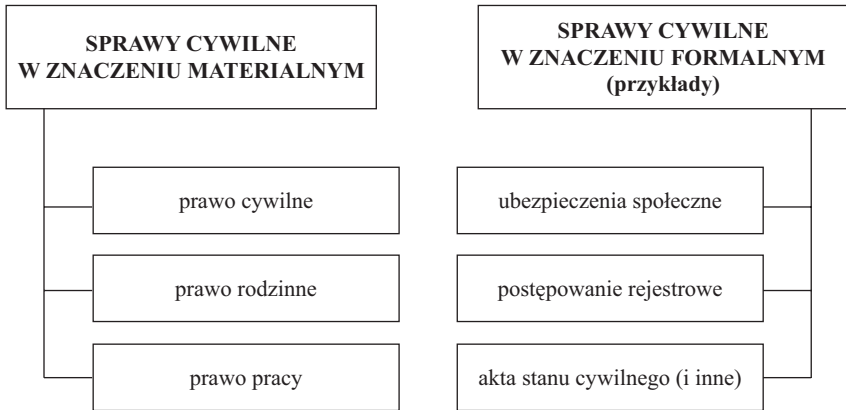 SPRAWY CYWILNE
W ZNACZENIU MATERIALNYM
prawo cywilne
prawo rodzinne
prawo pracy
SPRAWY CYWILNE
W ZNACZENIU FORMALNYM
(przykłady)
ubezpieczenia społeczne
postępowanie rejestrowe
akta stanu cywilnego (i inne)